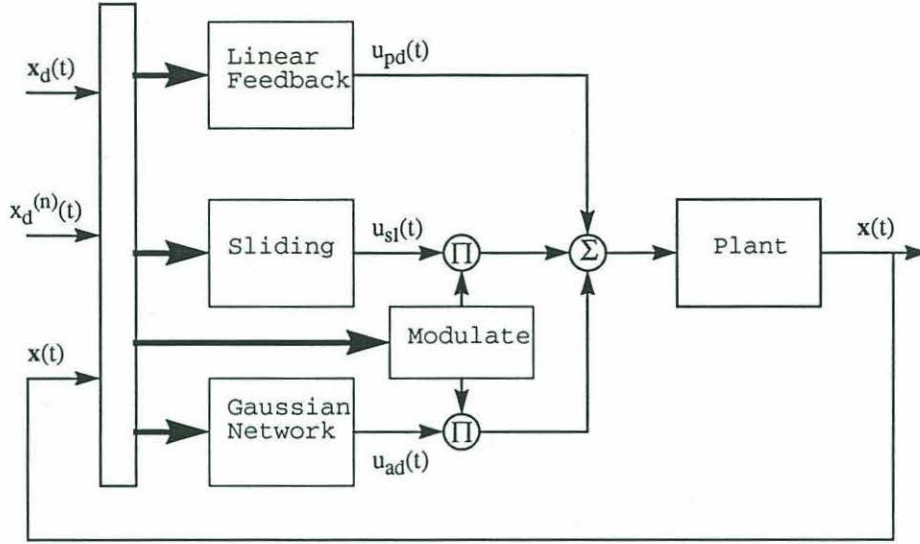 x_d(t)
x_d^(n)(t)
x(t)
Linear
Feedback
u_pd(t)
Sliding
u_sl(t)
Π
Σ
Plant
x(t)
Modulate
Gaussian
Network
u_ad(t)
Π